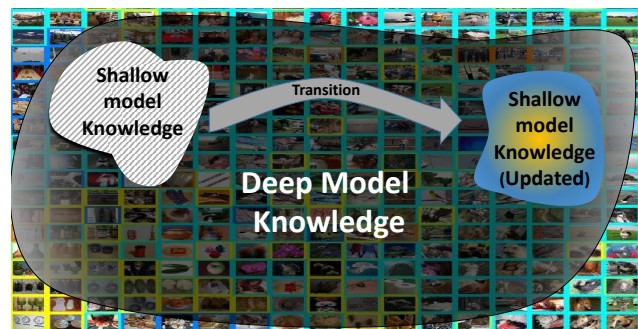 Shallow
model
Knowledge
Transition
Shallow
model
Knowledge
(Updated)
Deep Model
Knowledge